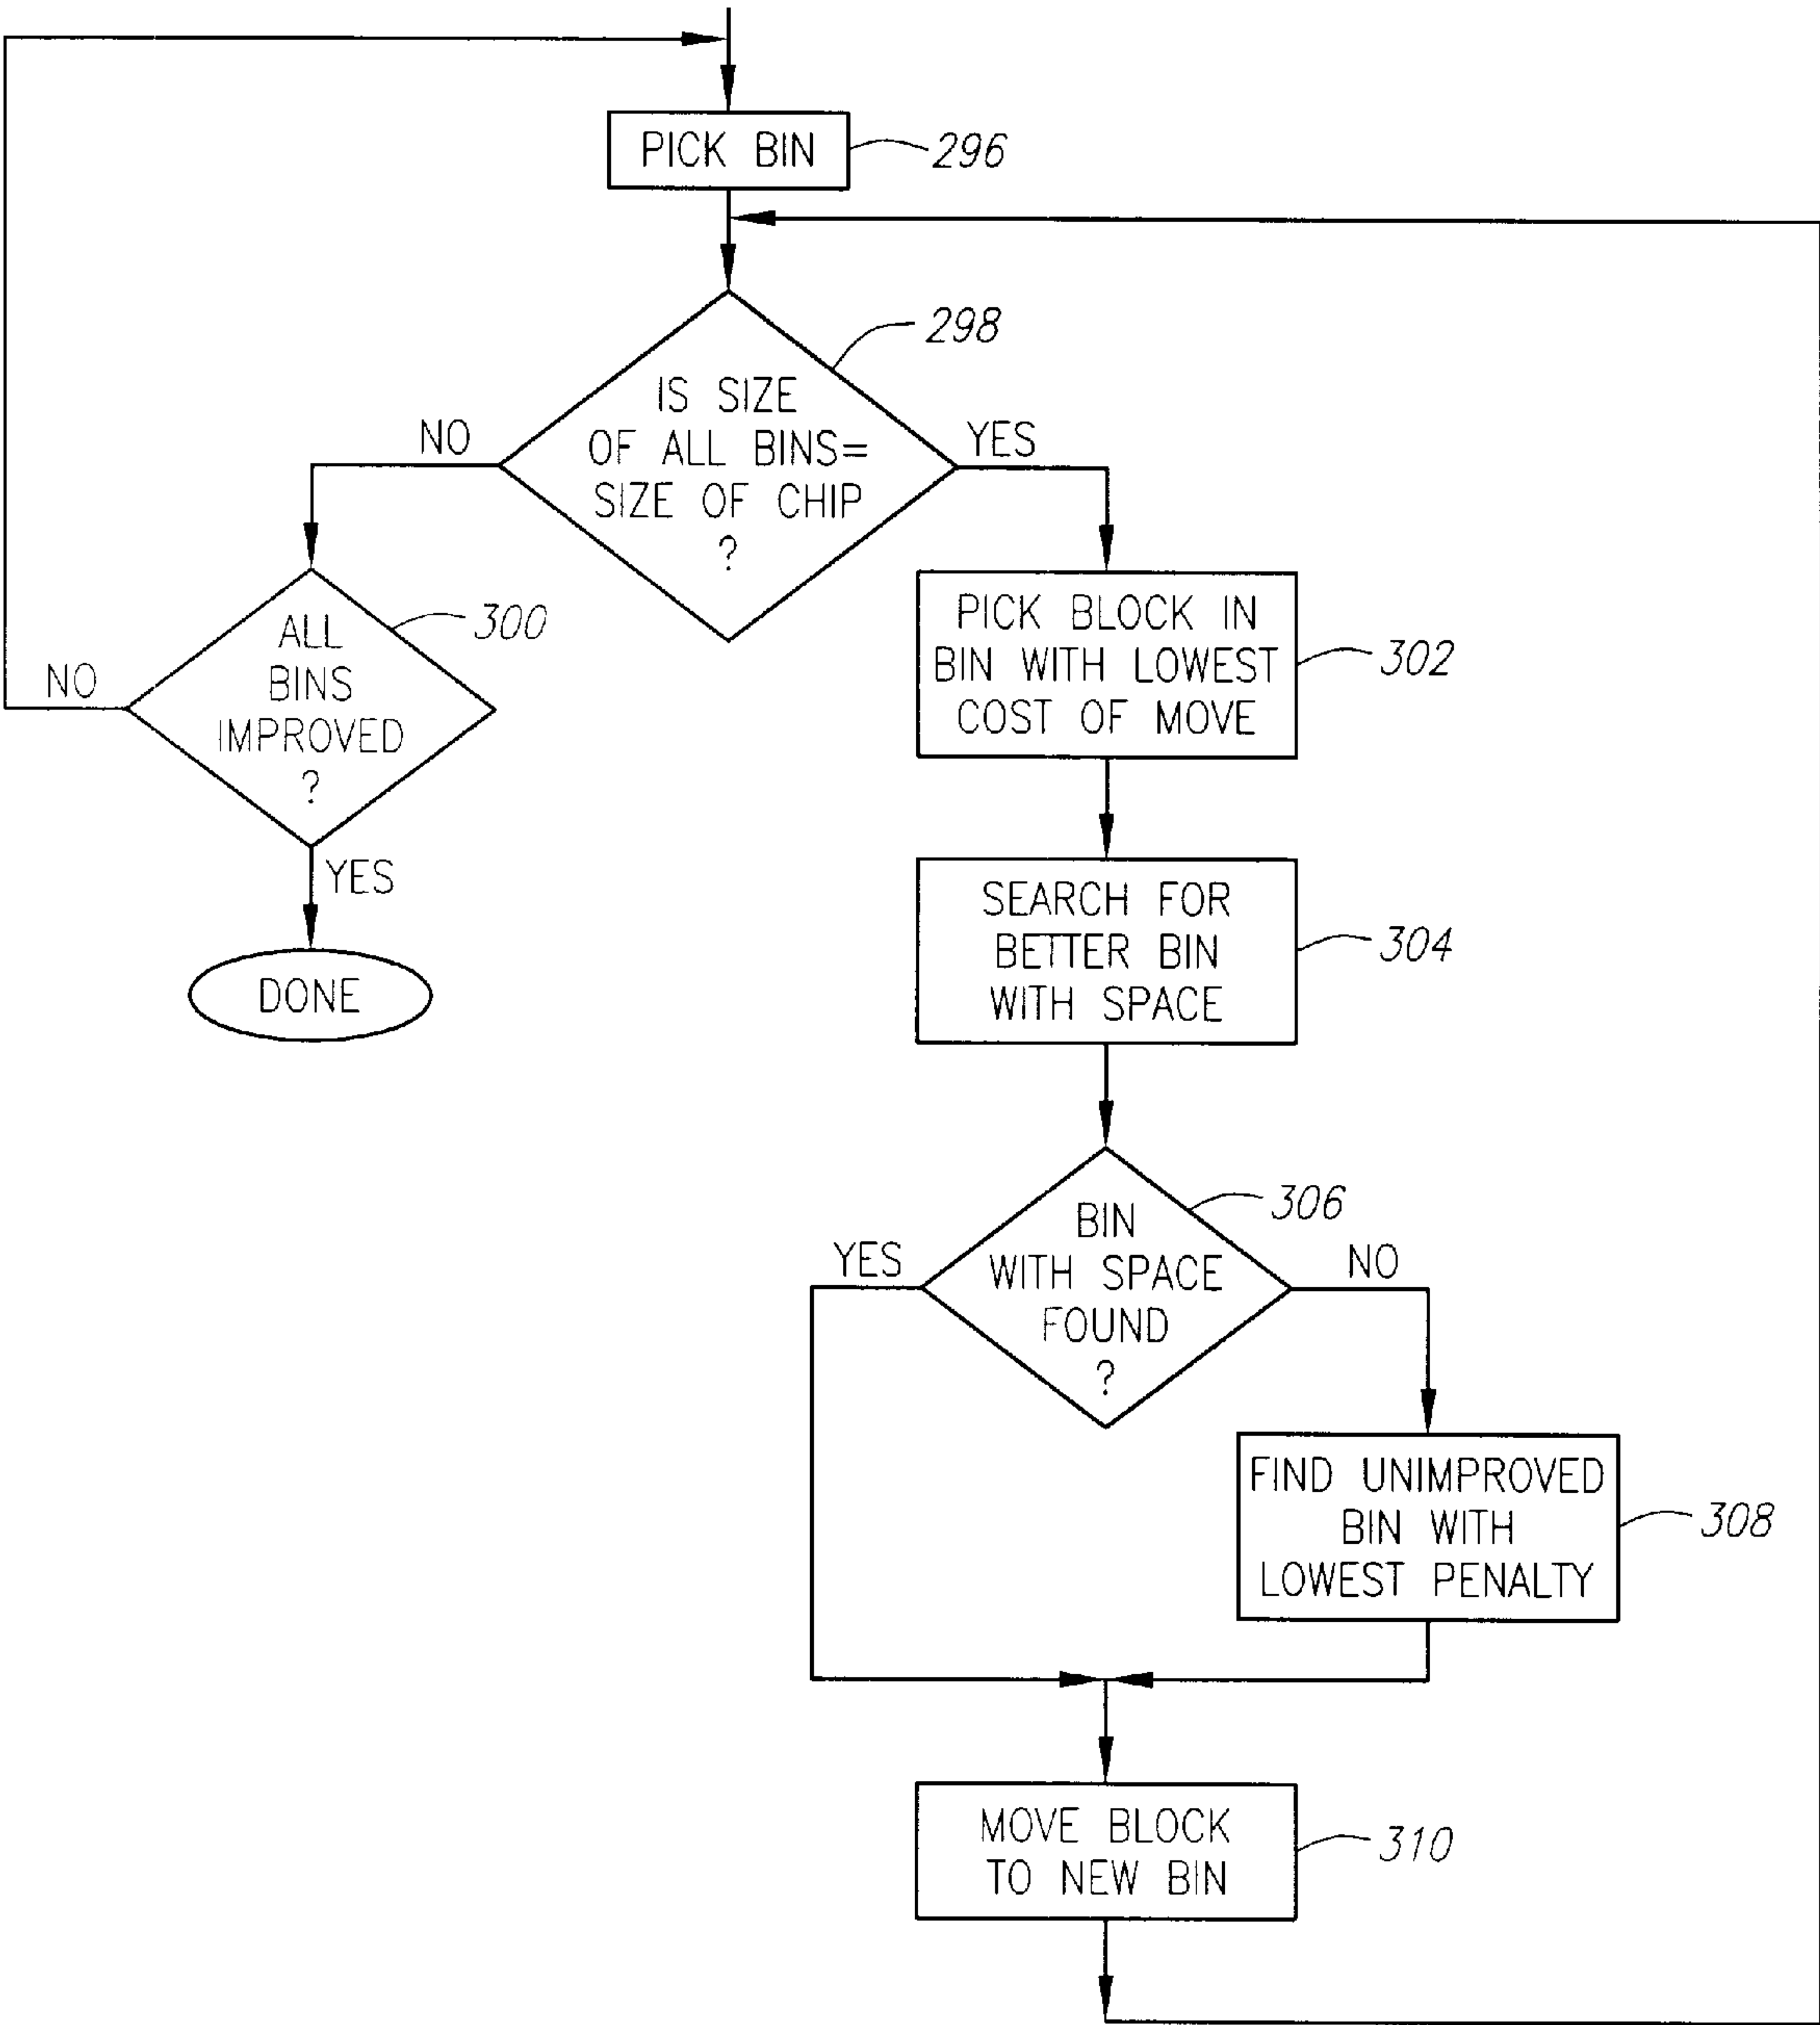 PICK BIN
296
IS SIZE
OF ALL BINS=
SIZE OF CHIP
?
298
NO
YES
ALL
BINS
IMPROVED
?
300
NO
YES
DONE
PICK BLOCK IN
BIN WITH LOWEST
COST OF MOVE
302
SEARCH FOR
BETTER BIN
WITH SPACE
304
BIN
WITH SPACE
FOUND
?
306
YES
NO
FIND UNIMPROVED
BIN WITH
LOWEST PENALTY
308
MOVE BLOCK
TO NEW BIN
310